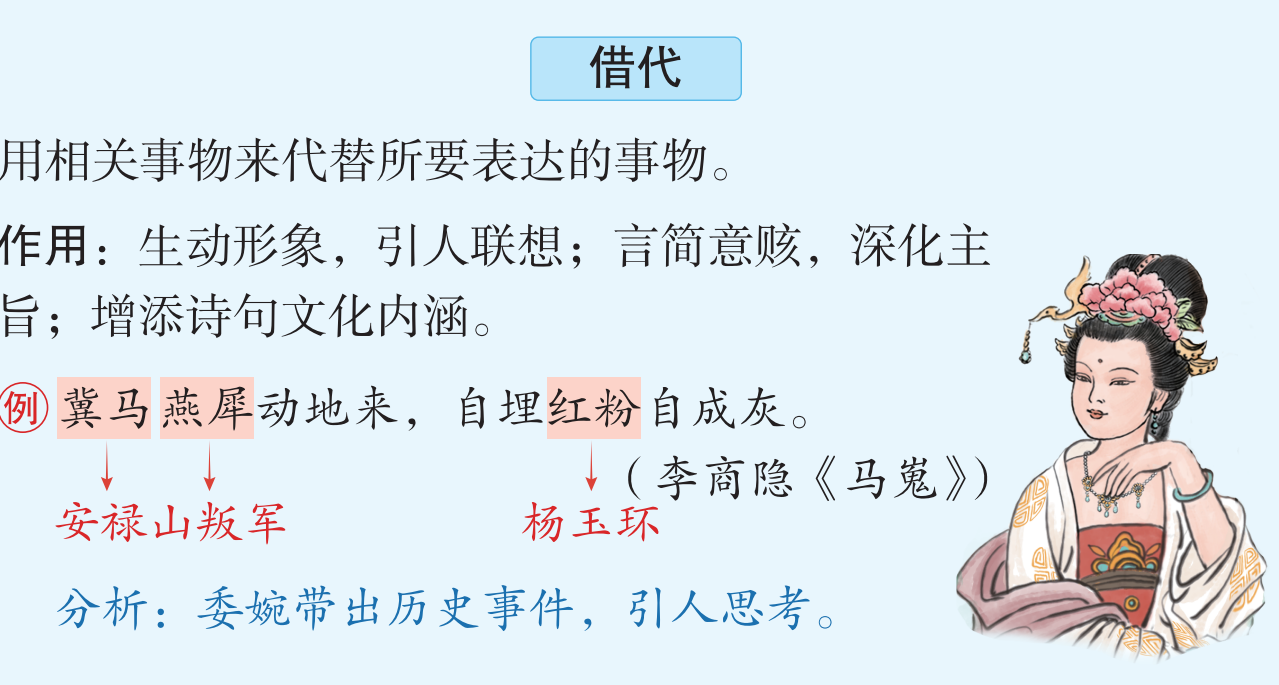 借代
用相关事物来代替所要表达的事物。
作用：生动形象，引人联想；言简意赅，深化主
旨；增添诗句文化内涵。
例 冀马燕犀动地来，自埋红粉自成灰。
（李商隐《马嵬》）
安禄山叛军 杨玉环
分析：委婉带出历史事件，引人思考。